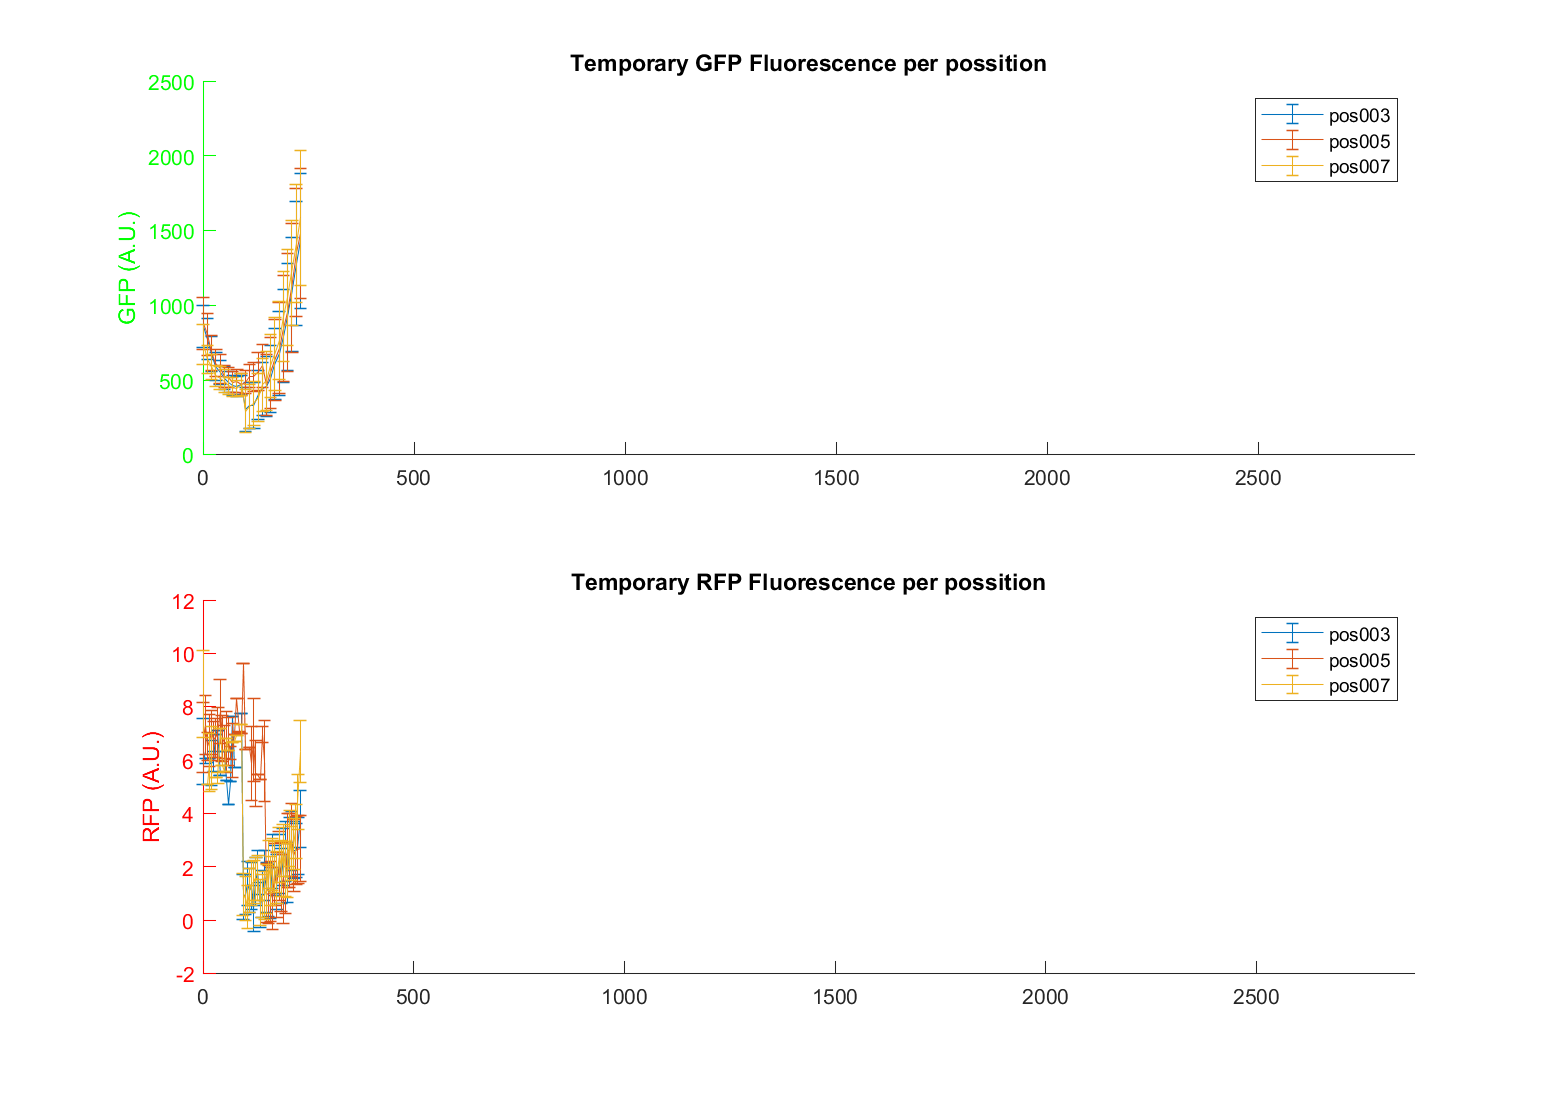 Temporary GFP Fluorescence per possition
2500
2000
1500
1000
500
0
GFP (A.U.)
pos003
pos005
pos007
0 500 1000 1500 2000 2500
Temporary RFP Fluorescence per possition
12
10
8
6
4
2
0
-2
RFP (A.U.)
pos003
pos005
pos007
0 500 1000 1500 2000 2500